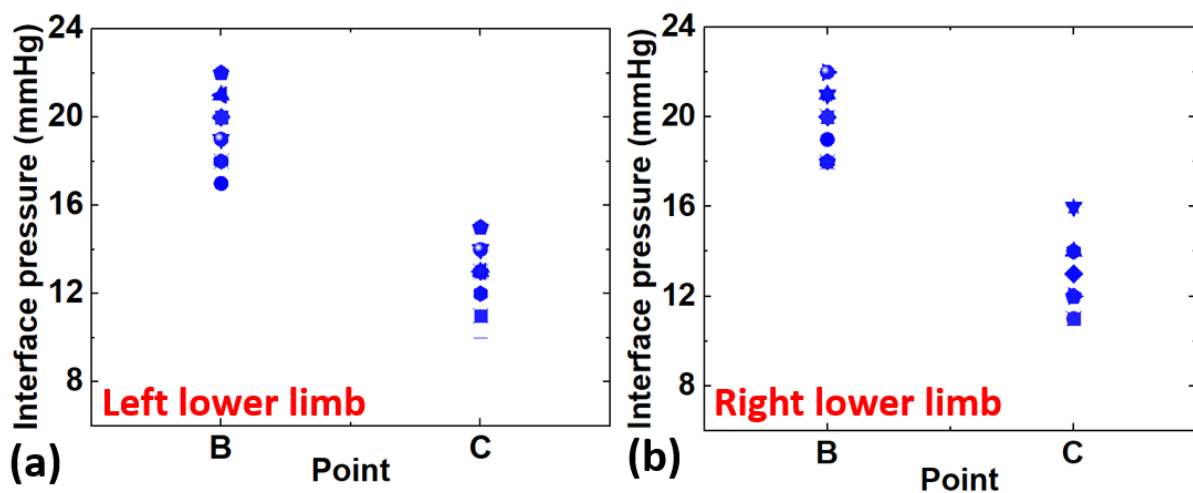 Interface pressure (mmHg)
24
20
16
12
8
Left lower limb
B
C
Point
(a)
Interface pressure (mmHg)
24
20
16
12
8
Right lower limb
B
C
Point
(b)